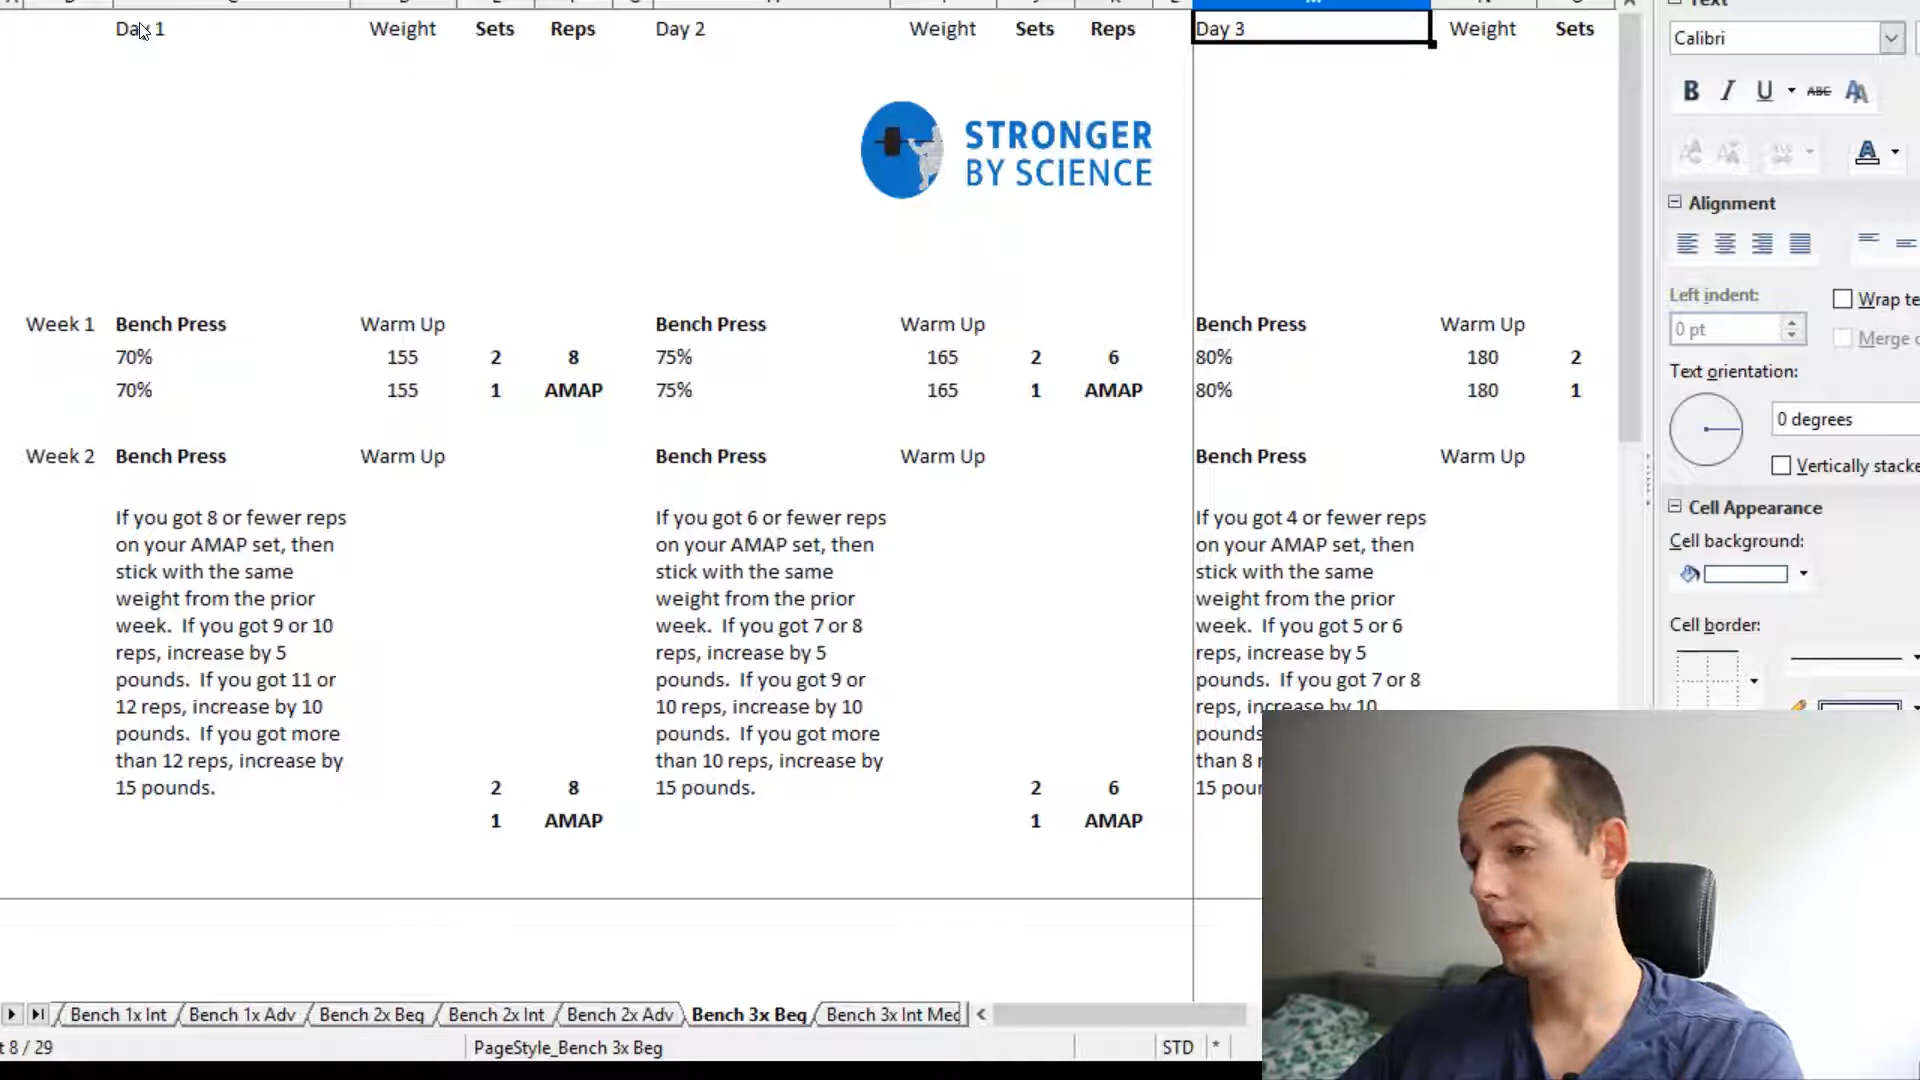 Day 1 Weight Sets Reps Day 2 Weight Sets Reps Day 3 Weight Sets
STRONGER
BY SCIENCE
Week 1 Bench Press Warm Up Bench Press Warm Up Bench Press Warm Up
70% 155 2 8 75% 165 2 6 80% 180 2
70% 155 1 AMAP 75% 165 1 AMAP 80% 180 1
Week 2 Bench Press Warm Up Bench Press Warm Up Bench Press Warm Up
If you got 8 or fewer reps
on your AMAP set, then
stick with the same
weight from the prior
week. If you got 9 or 10
reps, increase by 5
pounds. If you got 11 or
12 reps, increase by 10
pounds. If you got more
than 12 reps, increase by
15 pounds. 2 8
1 AMAP
If you got 6 or fewer reps
on your AMAP set, then
stick with the same
weight from the prior
week. If you got 7 or 8
reps, increase by 5
pounds. If you got 9 or
10 reps, increase by 10
pounds. If you got more
than 10 reps, increase by
15 pounds. 2 6
1 AMAP
If you got 4 or fewer reps
on your AMAP set, then
stick with the same
weight from the prior
week. If you got 5 or 6
reps, increase by 5
pounds. If you got 7 or 8
reps, increase by 10
pounds
than 8
15
Text
Calibri
B I U ABC
Alignment
Left indent:
0 pt
Wrap te
Merge c
Text orientation:
0 degrees
Vertically stacke
Cell Appearance
Cell background:
Cell border:
Bench 1x Int Bench 1x Adv Bench 2x Beg Bench 2x Int Bench 2x Adv Bench 3x Beg Bench 3x Int Med
t 8 / 29 PageStyle_Bench 3x Beg STD *